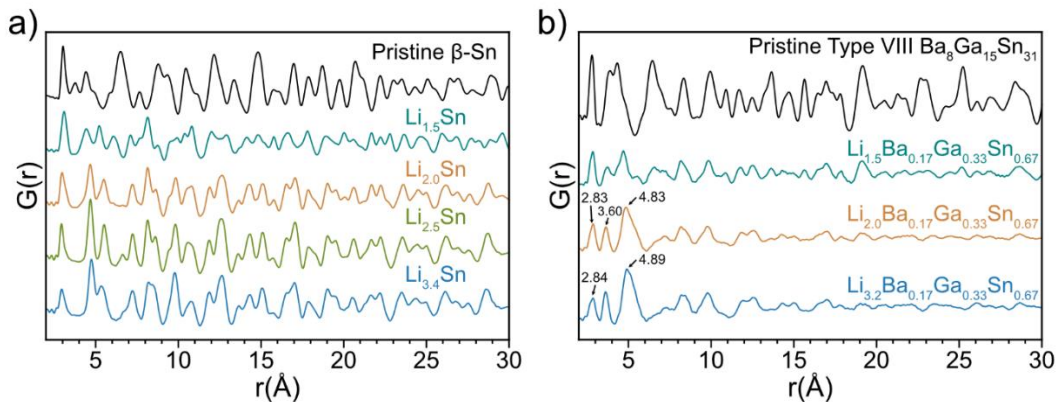 a)
Pristine β-Sn
Li₁.₅Sn
Li₂.₀Sn
Li₂.₅Sn
Li₃.₄Sn
G(r)
5 10 15 20 25 30
r(Å)
b)
Pristine Type VIII Ba₈Ga₁₅Sn₃₁
Li₁.₅Ba₀.₁₇Ga₀.₃₃Sn₀.₆₇
2.83
3.60
4.83
Li₂.₀Ba₀.₁₇Ga₀.₃₃Sn₀.₆₇
2.84
4.89
Li₃.₂Ba₀.₁₇Ga₀.₃₃Sn₀.₆₇
G(r)
5 10 15 20 25 30
r(Å)